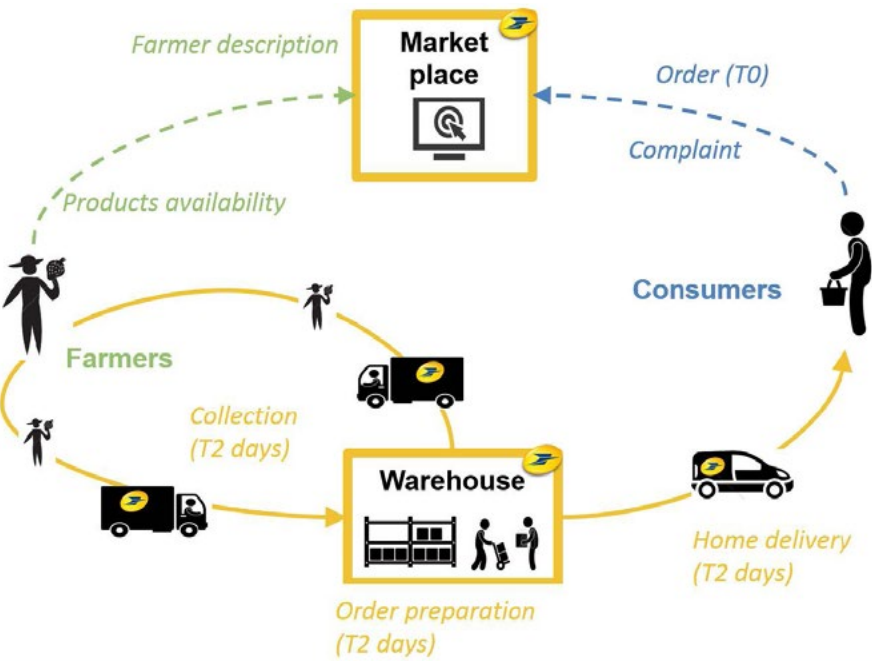 Farmer description
Market
place
Order (T0)
Complaint
Products availability
Consumers
Farmers
Collection
(T2 days)
Warehouse
Home delivery
(T2 days)
Order preparation
(T2 days)